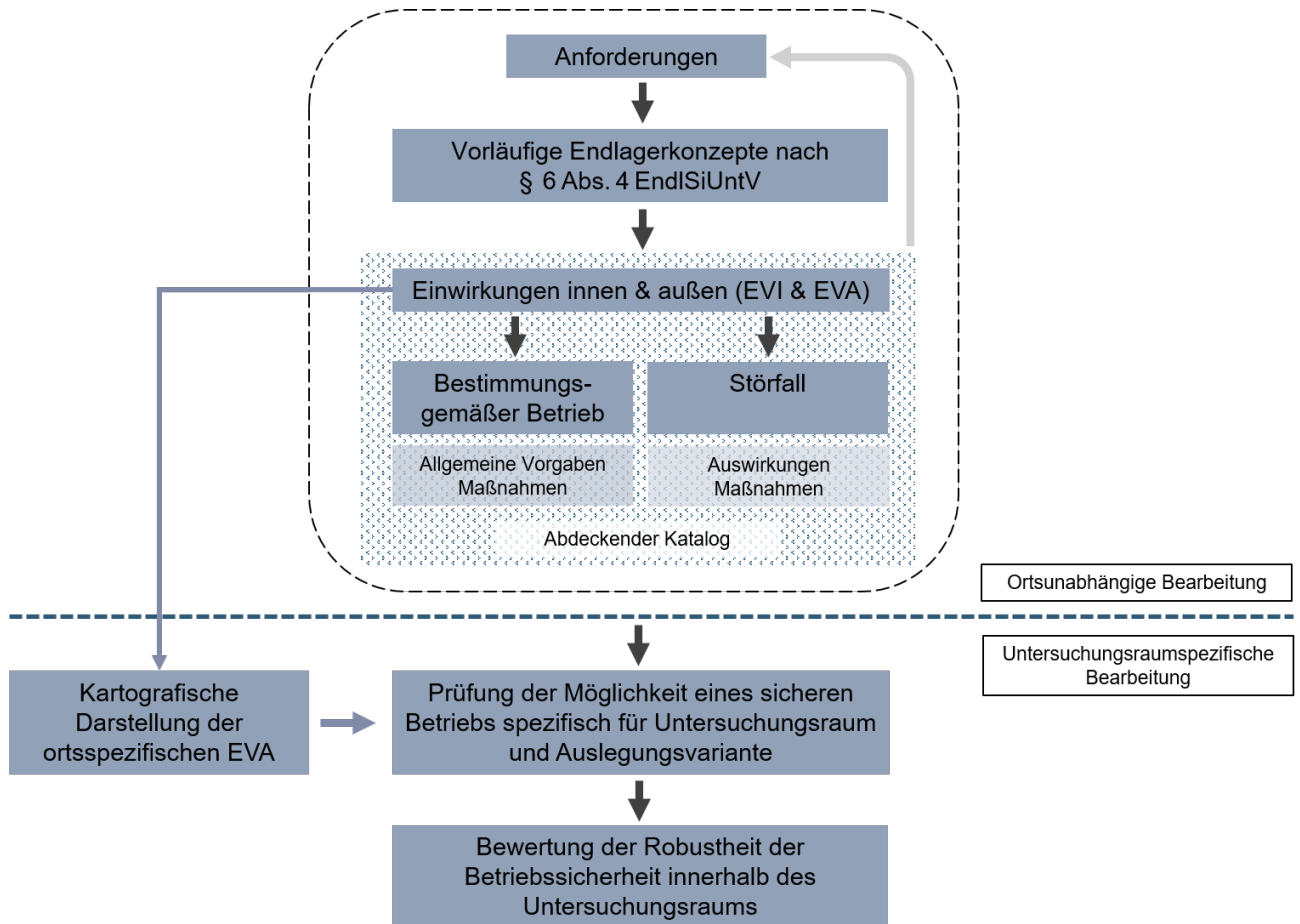 Anforderungen
Vorläufige Endlagerkonzepte nach
§ 6 Abs. 4 EndlSiUntV
Einwirkungen innen & außen (EVI & EVA)
Bestimmungs-
gemäßer Betrieb
Störfall
Allgemeine Vorgaben
Maßnahmen
Auswirkungen
Maßnahmen
Abdeckender Katalog
Ortsunabhängige Bearbeitung
Untersuchungsraumspezifische
Bearbeitung
Kartografische
Darstellung der
ortsspezifischen EVA
Prüfung der Möglichkeit eines sicheren
Betriebs spezifisch für Untersuchungsraum
und Auslegungsvariante
Bewertung der Robustheit der
Betriebssicherheit innerhalb des
Untersuchungsraums